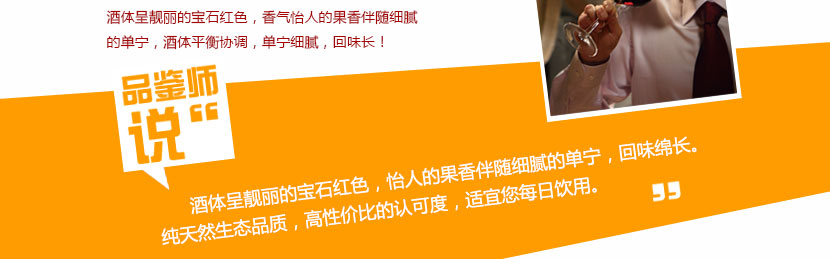 酒体呈靓丽的宝石红色，香气怡人的果香伴随细腻
的单宁，酒体平衡协调，单宁细腻，回味长！
品鉴师
说“
酒体呈靓丽的宝石红色，怡人的果香伴随细腻的单宁，回味绵长。
纯天然生态品质，高性价比的认可度，适宜您每日饮用。
”